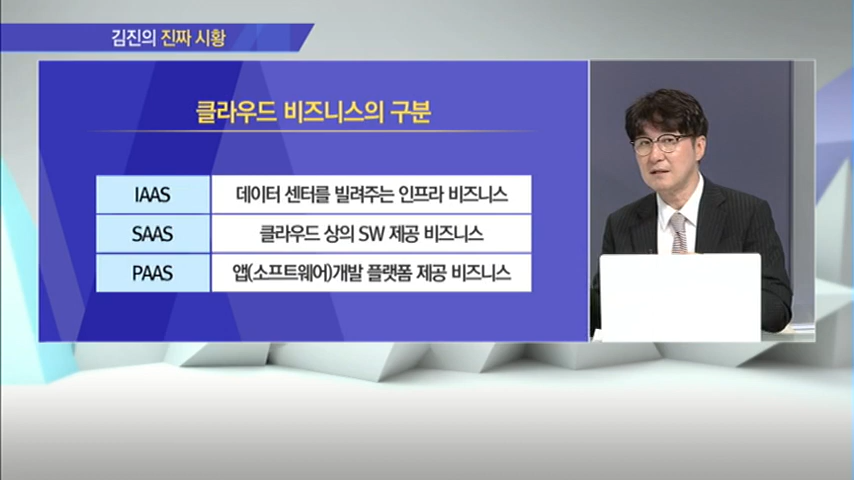 김진의 진짜 시황
클라우드 비즈니스의 구분
IAAS 데이터 센터를 빌려주는 인프라 비즈니스
SAAS 클라우드 상의 SW 제공 비즈니스
PAAS 앱(소프트웨어)개발 플랫폼 제공 비즈니스